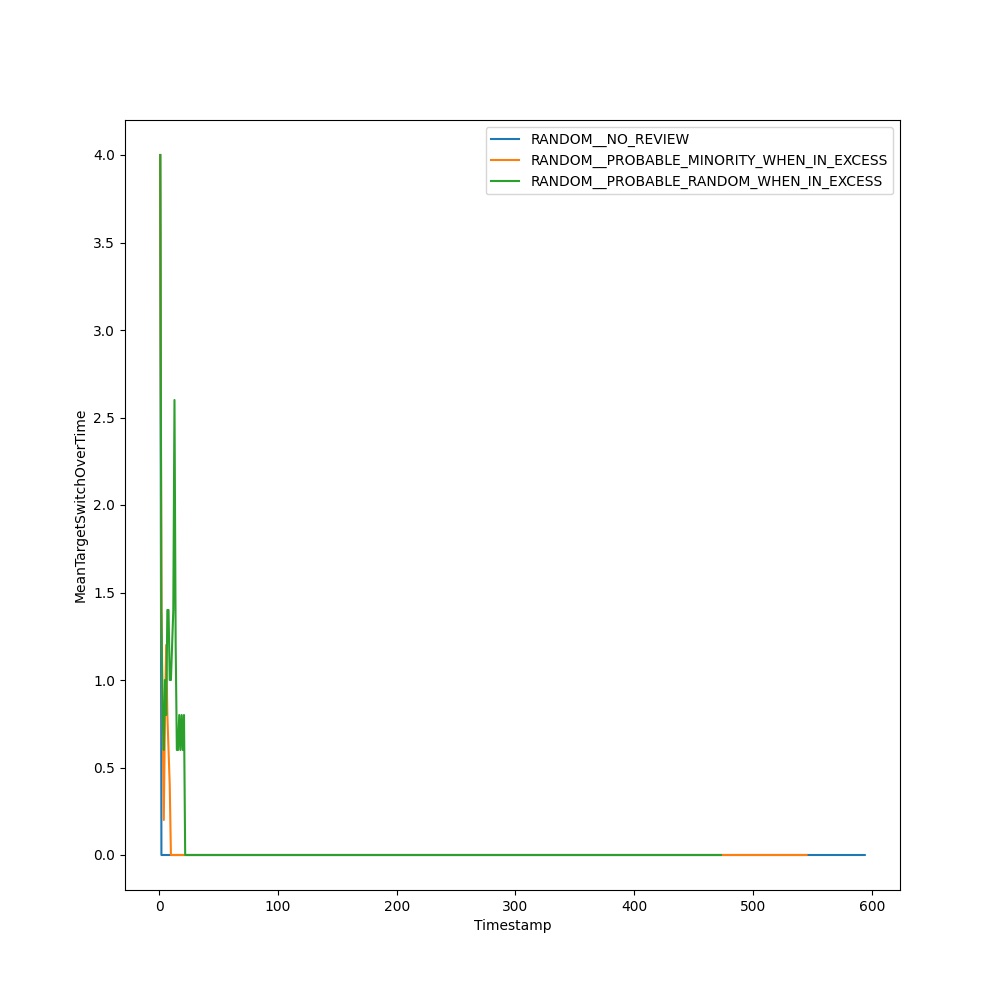 RANDOM__NO_REVIEW
RANDOM__PROBABLE_MINORITY_WHEN_IN_EXCESS
RANDOM__PROBABLE_RANDOM_WHEN_IN_EXCESS
4.0
3.5
3.0
2.5
2.0
1.5
1.0
0.5
0.0
MeanTargetSwitchOverTime
0 100 200 300 400 500 600
Timestamp